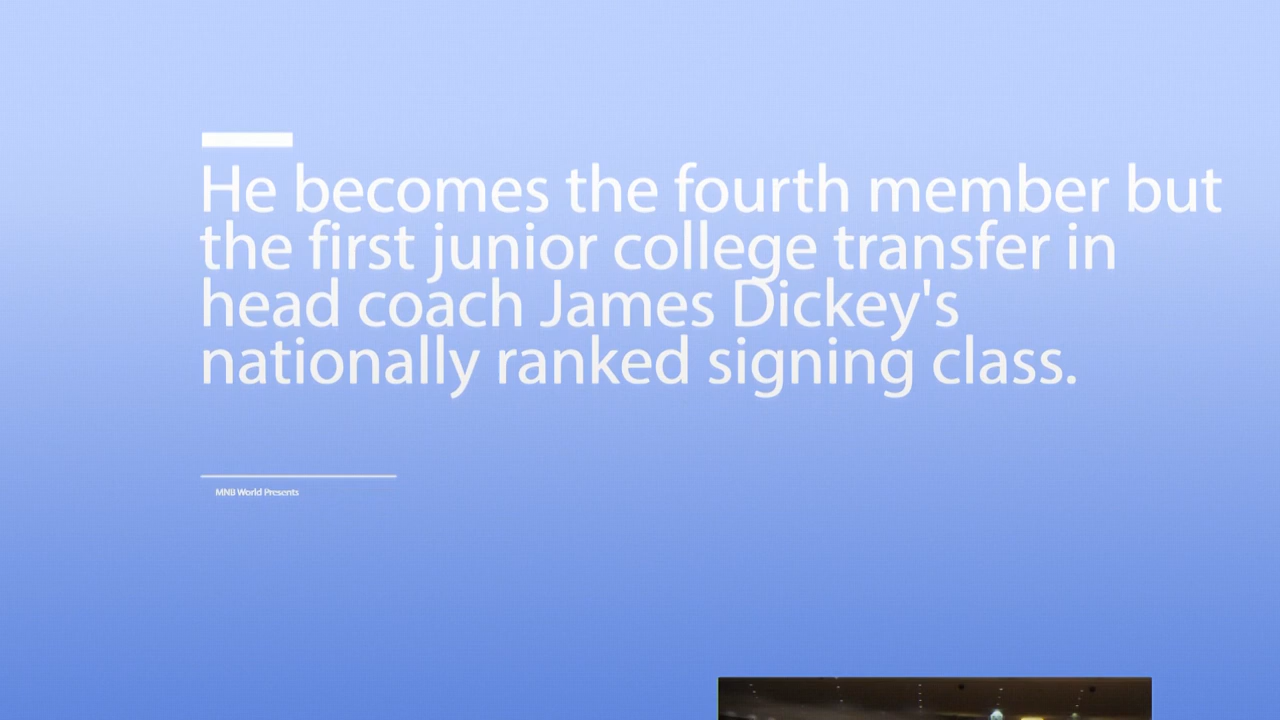 He becomes the fourth member but
the first junior college transfer in
head coach James Dickey's
nationally ranked signing class.
MNB World Presents